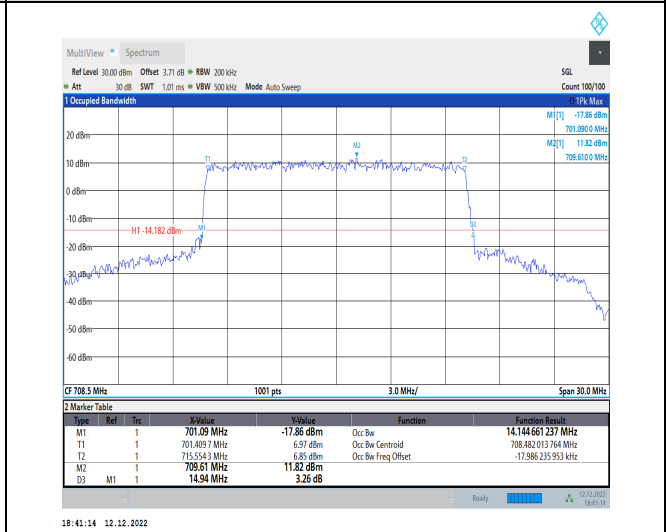 MultiView Spectrum
Ref Level 30.00 dBm Offset 3.71 dB RBW 200 kHz SGL
Att 30 dB SWT 1.01 ms VBW 500 kHz Mode Auto Sweep Count 100/100
1 Occupied Bandwidth 1Pk Max
M1[1] -17.86 dBm
701.090 0 MHz
M2[1] 11.82 dBm
709.610 0 MHz
20 dBm
M2
T1 T2
10 dBm
0 dBm
-10 dBm
D3
H1 -14.182 dBm M1
-20 dBm
-30 dBm
-40 dBm
-50 dBm
-60 dBm
CF 708.5 MHz 1001 pts 3.0 MHz/ Span 30.0 MHz
2 Marker Table
Type Ref Trc X-Value Y-Value Function Function Result
M1 1 701.09 MHz -17.86 dBm Occ Bw 14.144 661 237 MHz
T1 1 701.409 7 MHz 6.97 dBm Occ Bw Centroid 708.482 013 764 MHz
T2 1 715.554 3 MHz 6.85 dBm Occ Bw Freq Offset -17.986 235 953 kHz
M2 1 709.61 MHz 11.82 dBm
D3 M1 1 14.94 MHz 3.26 dB
Ready 12.12.2022
18:41:14
18:41:14 12.12.2022